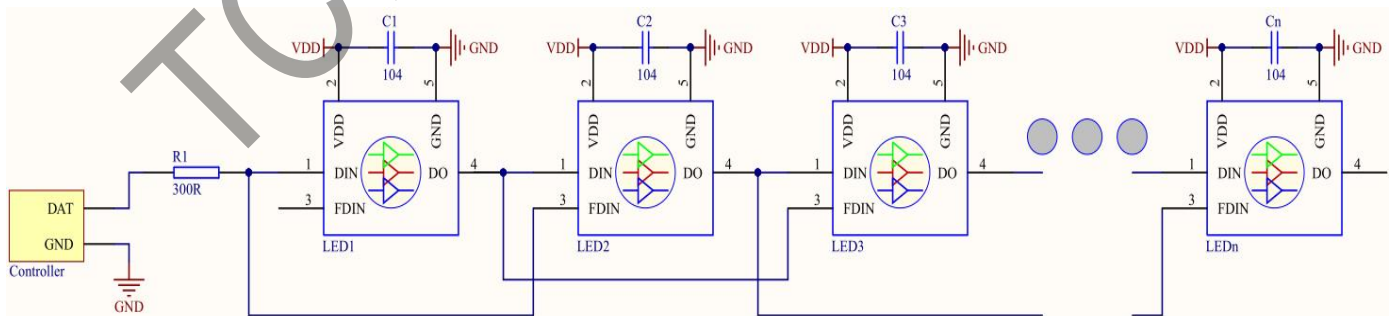 C1 C2 C3 Cn
VDD GND VDD GND VDD GND VDD GND
104 104 104 104
2 5 2 5 2 5 2 5
VDD GND VDD GND VDD GND VDD GND
R1
300R
1 DIN DO 4 1 DIN DO 4 1 DIN DO 4 1 DIN DO 4
3 FDIN 3 FDIN 3 FDIN 3 FDIN
LED1 LED2 LED3 LEDn
DAT
GND
Controller
GND